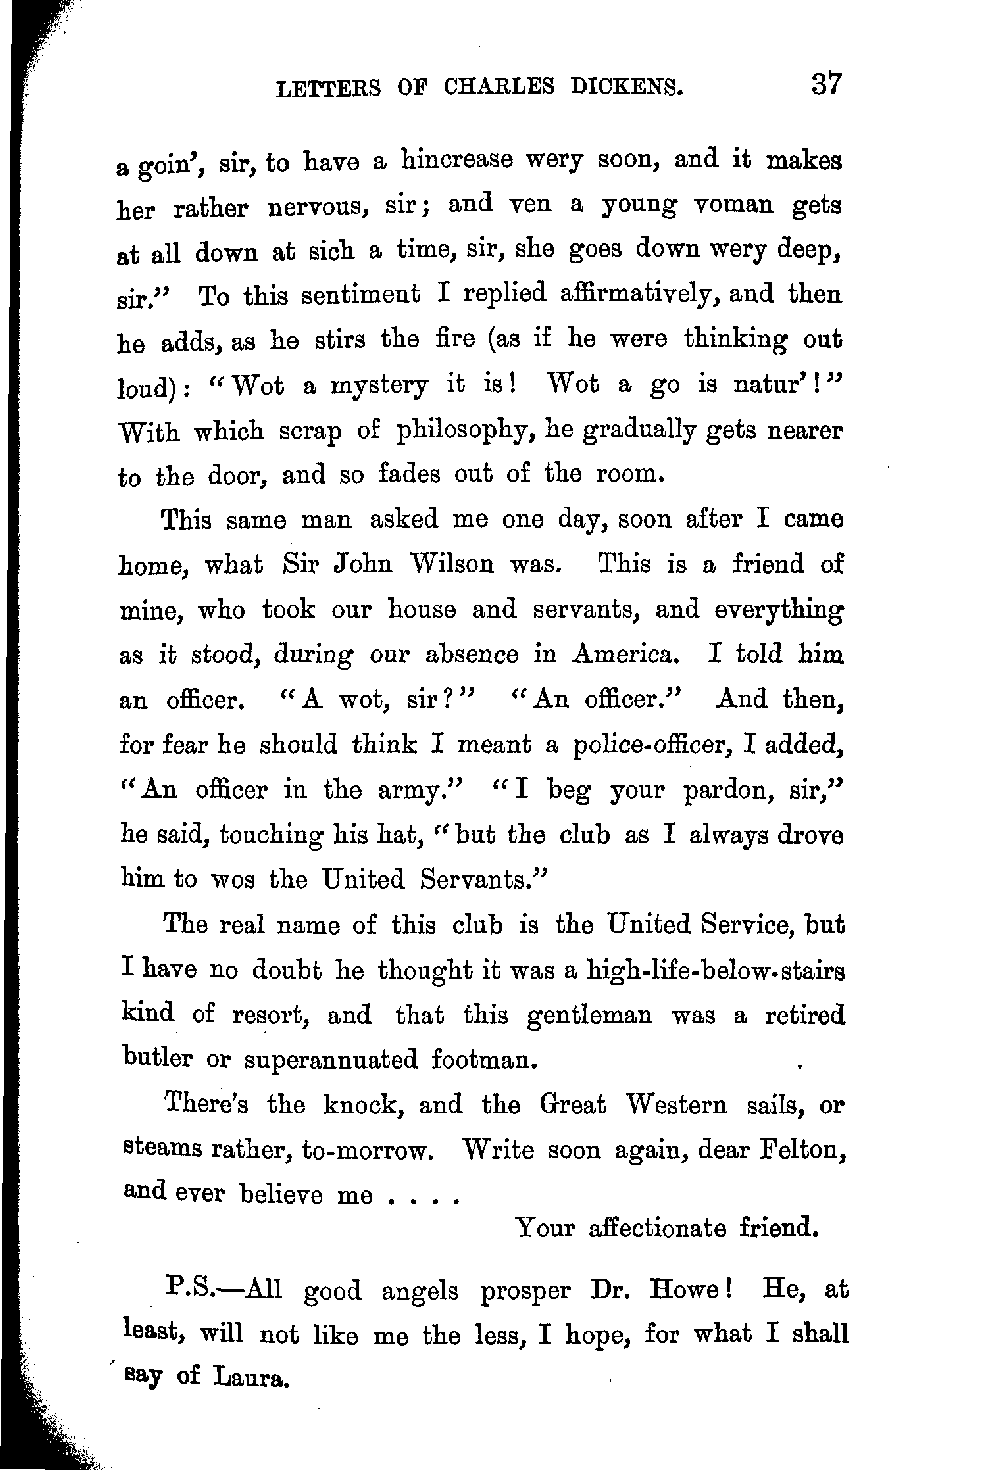 LETTERS OF CHARLES DICKENS. 37
a goin', sir, to have a hincrease wery soon, and it makes
her rather nervous, sir; and ven a young voman gets
at all down at sich a time, sir, she goes down wery deep,
sir." To this sentiment I replied affirmatively, and then
he adds, as he stirs the fire (as if he were thinking out
loud): "Wot a mystery it is! Wot a go is natur'!"
With which scrap of philosophy, he gradually gets nearer
to the door, and so fades out of the room.
This same man asked me one day, soon after I came
home, what Sir John Wilson was. This is a friend of
mine, who took our house and servants, and everything
as it stood, during our absence in America. I told him
an officer. "A wot, sir?" "An officer." And then,
for fear he should think I meant a police-officer, I added,
"An officer in the army." "I beg your pardon, sir,"
he said, touching his hat, "but the club as I always drove
him to wos the United Servants."
The real name of this club is the United Service, but
I have no doubt he thought it was a high-life-below-stairs
kind of resort, and that this gentleman was a retired
butler or superannuated footman.
There's the knock, and the Great Western sails, or
steams rather, to-morrow. Write soon again, dear Felton,
and ever believe me . . . .
Your affectionate friend.
P.S.—All good angels prosper Dr. Howe! He, at
least, will not like me the less, I hope, for what I shall
say of Laura.